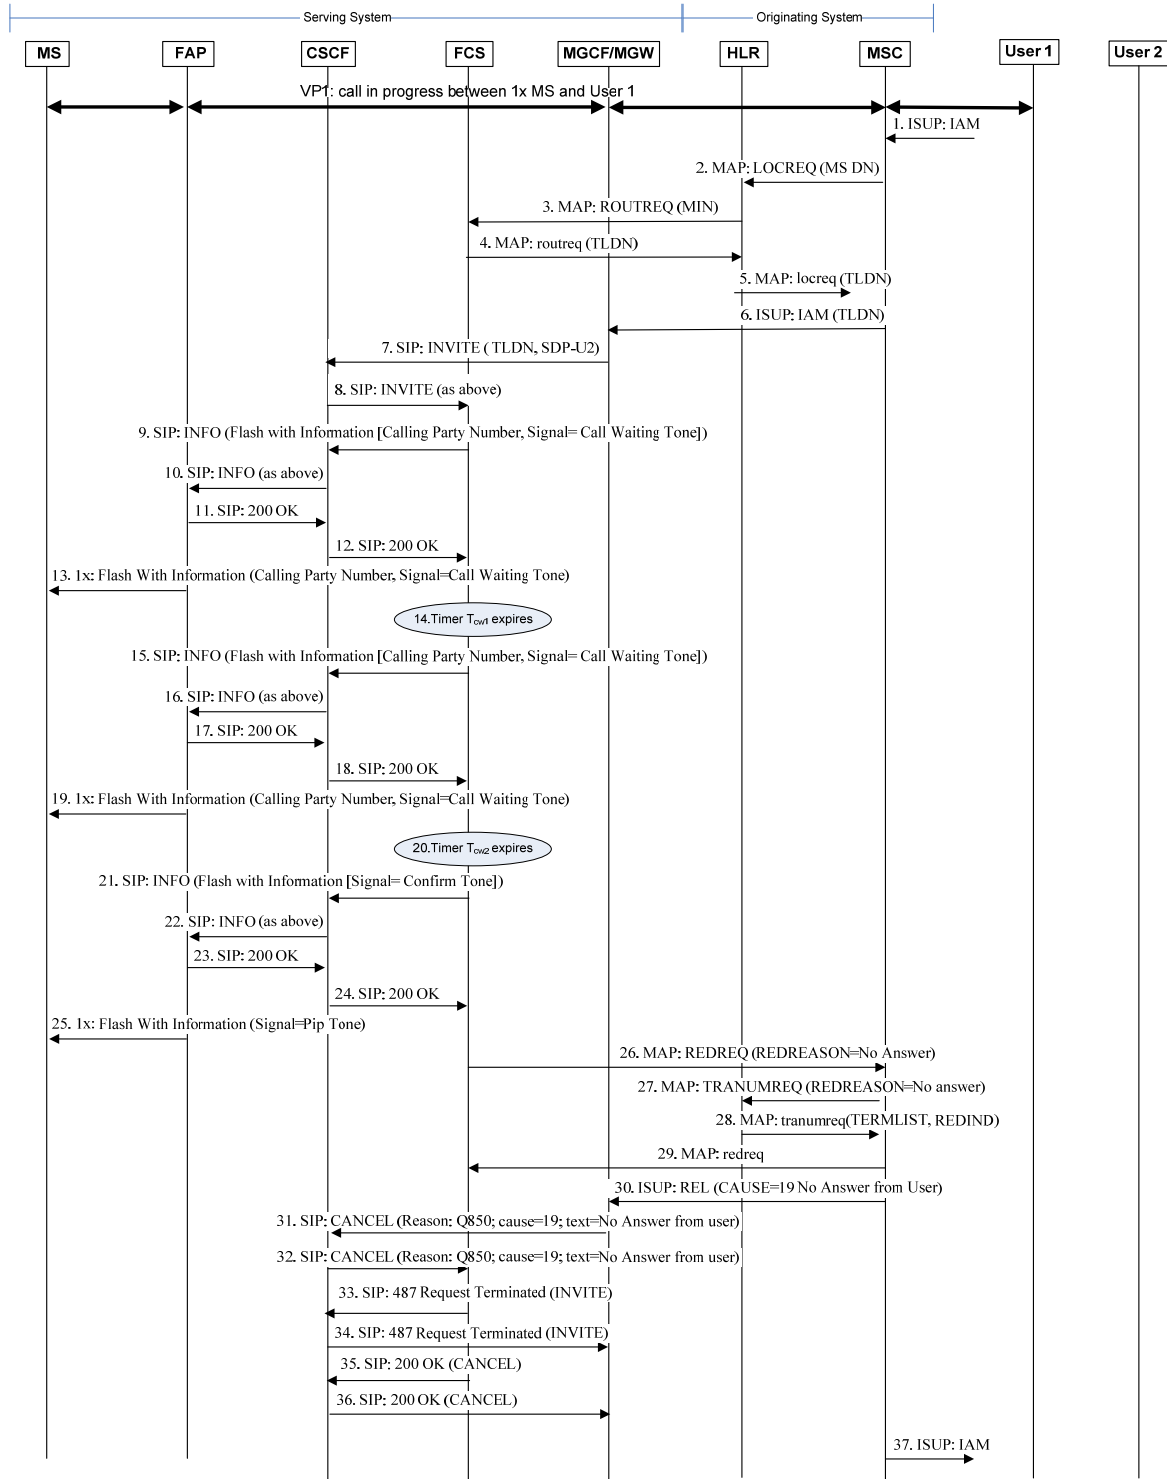 Serving System
Originating System
MS
FAP
CSCF
FCS
MGCF/MGW
HLR
MSC
User 1
User 2
VP1: call in progress between 1x MS and User 1
1. ISUP: IAM
2. MAP: LOCREQ (MS DN)
3. MAP: ROUTREQ (MIN)
4. MAP: routreq (TLDN)
5. MAP: locreq (TLDN)
6. ISUP: IAM (TLDN)
7. SIP: INVITE ( TLDN, SDP-U2)
8. SIP: INVITE (as above)
9. SIP: INFO (Flash with Information [Calling Party Number, Signal= Call Waiting Tone])
10. SIP: INFO (as above)
11. SIP: 200 OK
12. SIP: 200 OK
13. 1x: Flash With Information (Calling Party Number, Signal=Call Waiting Tone)
14.Timer Tcw1 expires
15. SIP: INFO (Flash with Information [Calling Party Number, Signal= Call Waiting Tone])
16. SIP: INFO (as above)
17. SIP: 200 OK
18. SIP: 200 OK
19. 1x: Flash With Information (Calling Party Number, Signal=Call Waiting Tone)
20.Timer Tcw2 expires
21. SIP: INFO (Flash with Information [Signal= Confirm Tone])
22. SIP: INFO (as above)
23. SIP: 200 OK
24. SIP: 200 OK
25. 1x: Flash With Information (Signal=Pip Tone)
26. MAP: REDREQ (REDREASON=No Answer)
27. MAP: TRANUMREQ (REDREASON=No answer)
28. MAP: tranumreq(TERMLIST, REDIND)
29. MAP: redreq
30. ISUP: REL (CAUSE=19 No Answer from User)
31. SIP: CANCEL (Reason: Q850; cause=19; text=No Answer from user)
32. SIP: CANCEL (Reason: Q850; cause=19; text=No Answer from user)
33. SIP: 487 Request Terminated (INVITE)
34. SIP: 487 Request Terminated (INVITE)
35. SIP: 200 OK (CANCEL)
36. SIP: 200 OK (CANCEL)
37. ISUP: IAM